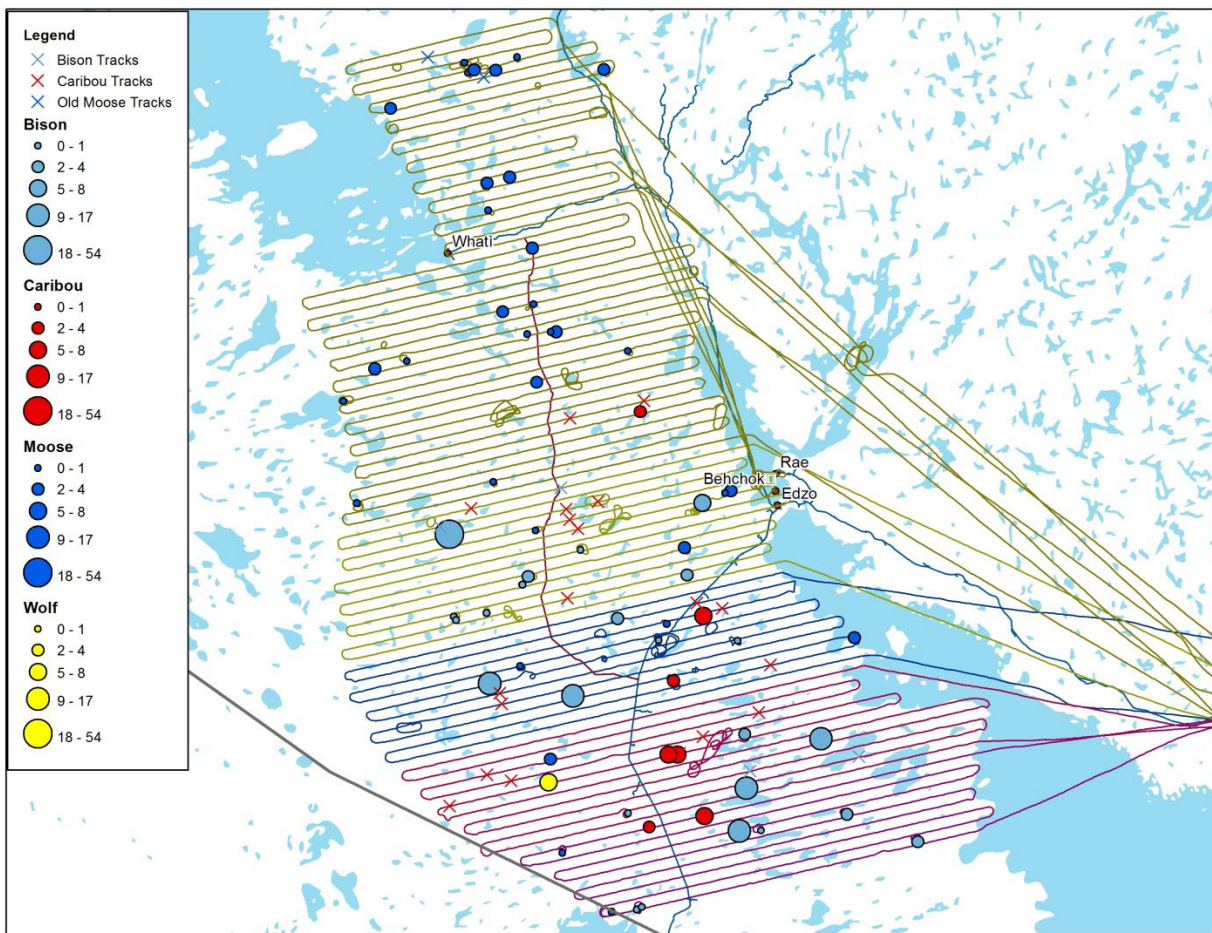 Legend
Bison Tracks
Caribou Tracks
Old Moose Tracks
Bison
0 - 1
2 - 4
5 - 8
9 - 17
18 - 54
Caribou
0 - 1
2 - 4
5 - 8
9 - 17
18 - 54
Moose
0 - 1
2 - 4
5 - 8
9 - 17
18 - 54
Wolf
0 - 1
2 - 4
5 - 8
9 - 17
18 - 54
Whatì
Rae
Behchok
Edzo